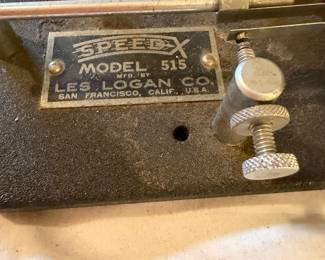 SPEED-X
MODEL 515
MFD. BY
LES LOGAN CO.
SAN FRANCISCO, CALIF., U.S.A.